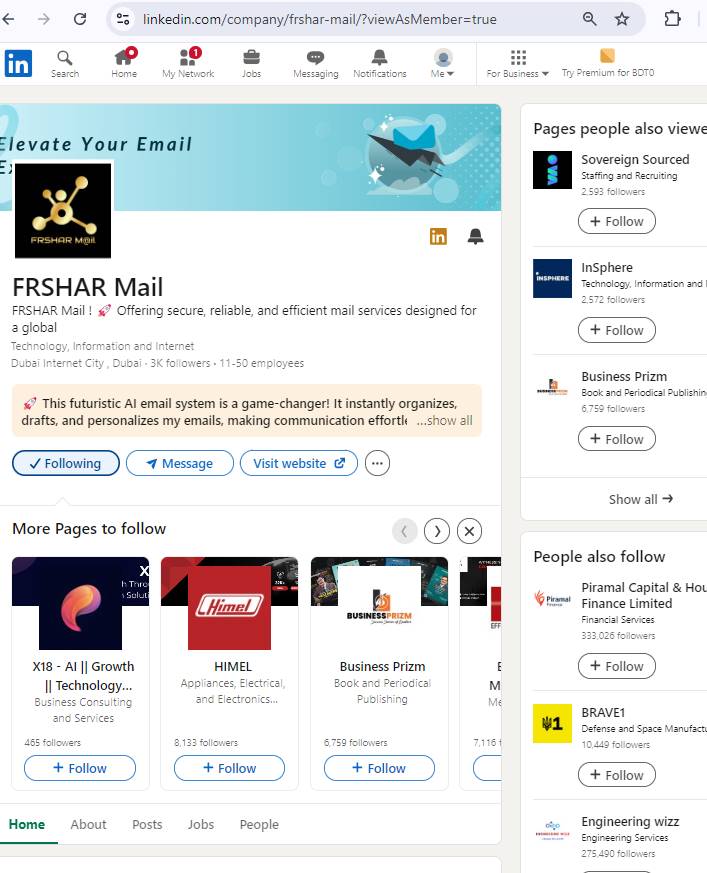 linkedin.com/company/frshar-mail/?viewAsMember=true
in
Search
Home
1
My Network
Jobs
Messaging
Notifications
Me
For Business
Try Premium for BDT0
Elevate Your Email
FRSHAR M@il
in
FRSHAR Mail
FRSHAR Mail ! 🚀 Offering secure, reliable, and efficient mail services designed for
a global
Technology, Information and Internet
Dubai Internet City , Dubai · 3K followers · 11-50 employees
🚀 This futuristic AI email system is a game-changer! It instantly organizes,
drafts, and personalizes my emails, making communication effortle ...show all
✓ Following
Message
Visit website
More Pages to follow
X18 - AI || Growth
|| Technology...
Business Consulting
and Services
465 followers
+ Follow
Himel
HIMEL
Appliances, Electrical,
and Electronics...
8,133 followers
+ Follow
BUSINESSPRIZM
Business Prizm
Book and Periodical
Publishing
6,759 followers
+ Follow
7,116 f
Home
About
Posts
Jobs
People
Pages people also viewe
Sovereign Sourced
Staffing and Recruiting
2,593 followers
+ Follow
INSPHERE
InSphere
Technology, Information and I
2,572 followers
+ Follow
BUSINESSPRIZM
Business Prizm
Book and Periodical Publishin
6,759 followers
+ Follow
Show all →
People also follow
Piramal
Finance
Piramal Capital & Hou
Finance Limited
Financial Services
333,026 followers
+ Follow
1
BRAVE1
Defense and Space Manufactu
10,449 followers
+ Follow
Engineering wizz
Engineering Services
275,490 followers